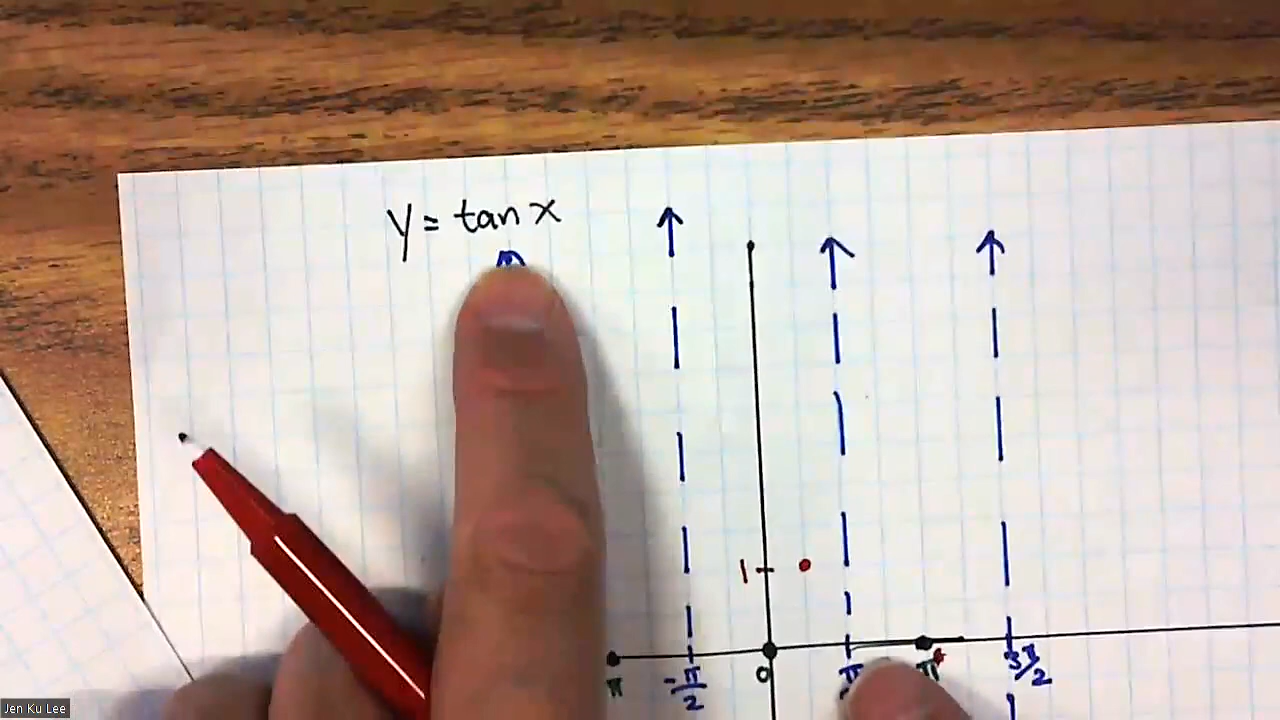 y = tan x
1
π -π/2 0 π π 3π/2
Jen Ku Lee